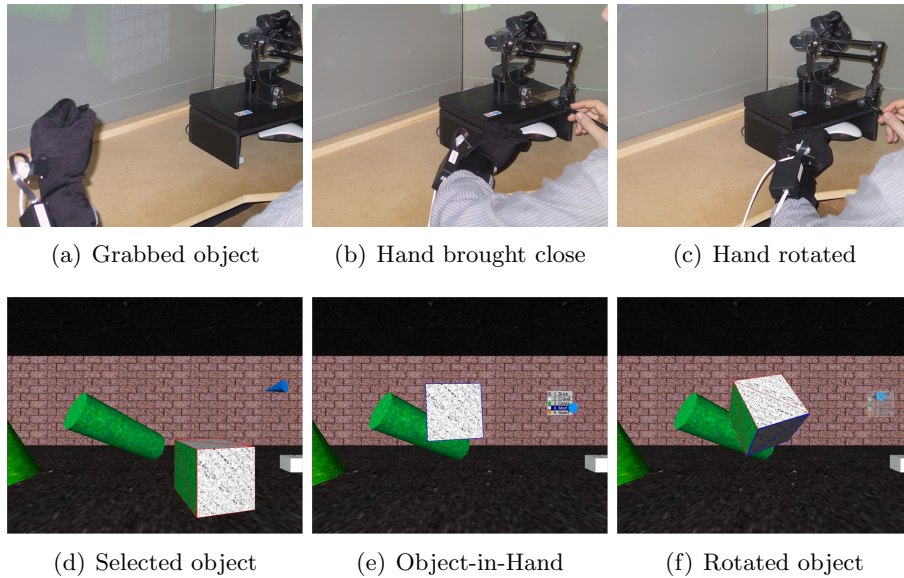 (a) Grabbed object
(b) Hand brought close
(c) Hand rotated
(d) Selected object
(e) Object-in-Hand
(f) Rotated object